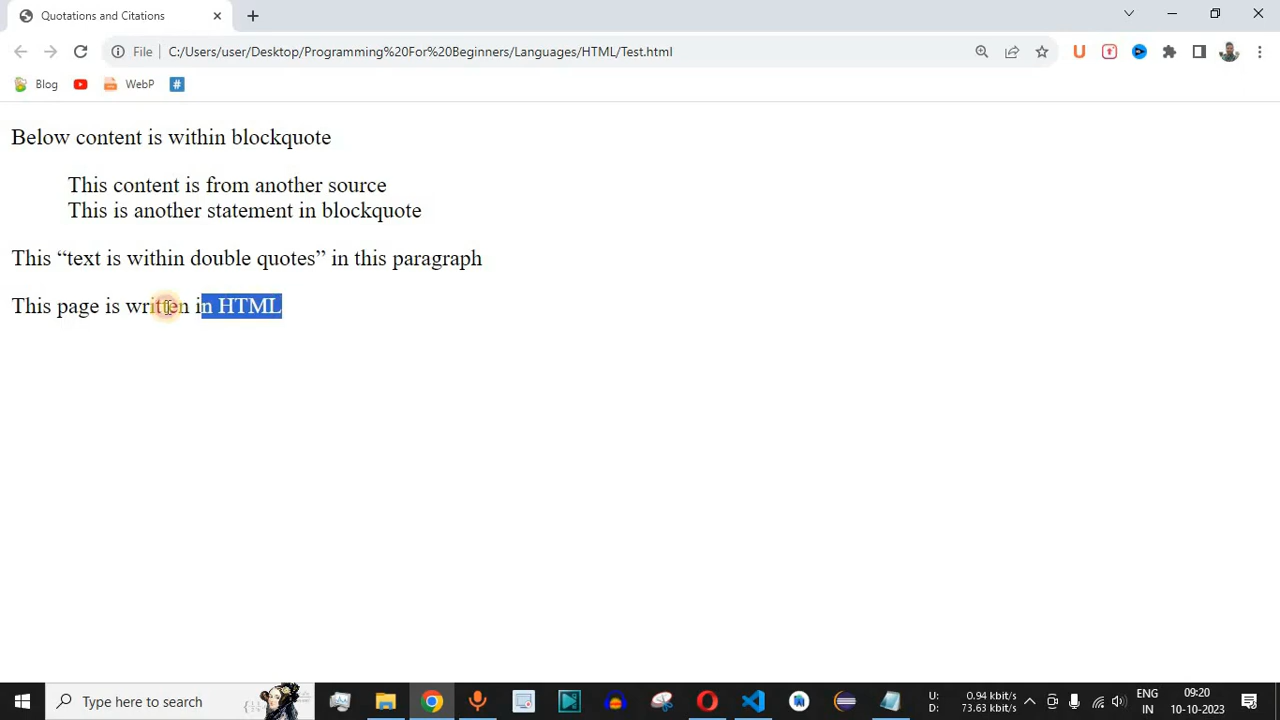 Quotations and Citations
File C:/Users/user/Desktop/Programming%20For%20Beginners/Languages/HTML/Test.html
Blog WebP #
Below content is within blockquote
This content is from another source
This is another statement in blockquote
This “text is within double quotes” in this paragraph
This page is written in HTML
Type here to search
U: 0.94 kbit/s
D: 73.63 kbit/s
ENG
IN
09:20
10-10-2023